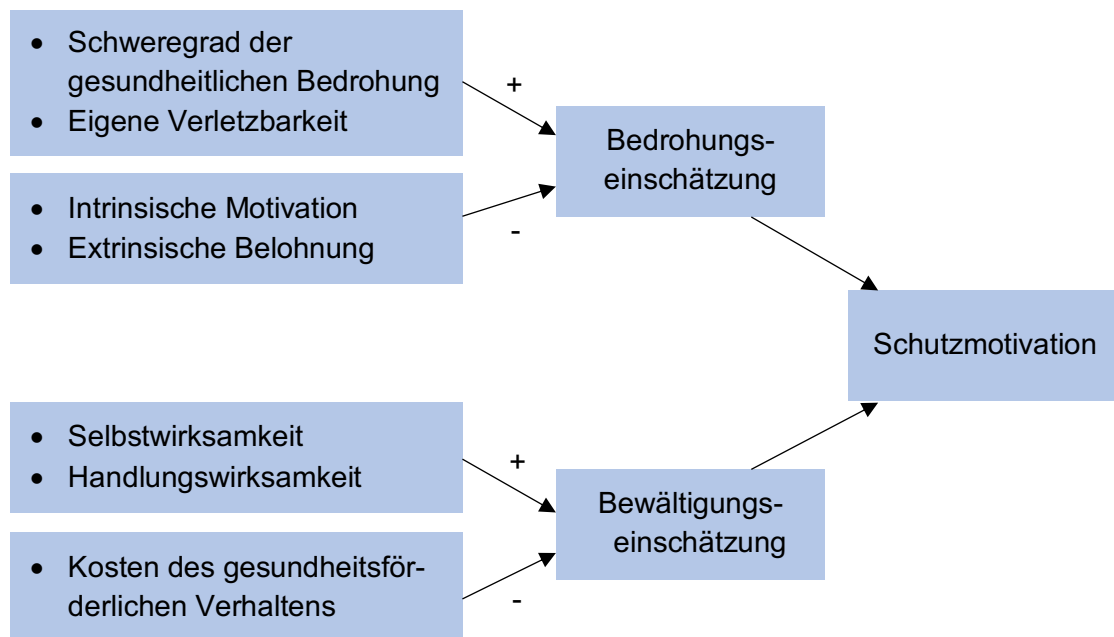 • Schweregrad der
gesundheitlichen Bedrohung
• Eigene Verletzbarkeit
+
Bedrohungs-
einschätzung
• Intrinsische Motivation
• Extrinsische Belohnung
-
Schutzmotivation
• Selbstwirksamkeit
• Handlungswirksamkeit
+
Bewältigungs-
einschätzung
• Kosten des gesundheitsför-
derlichen Verhaltens
-